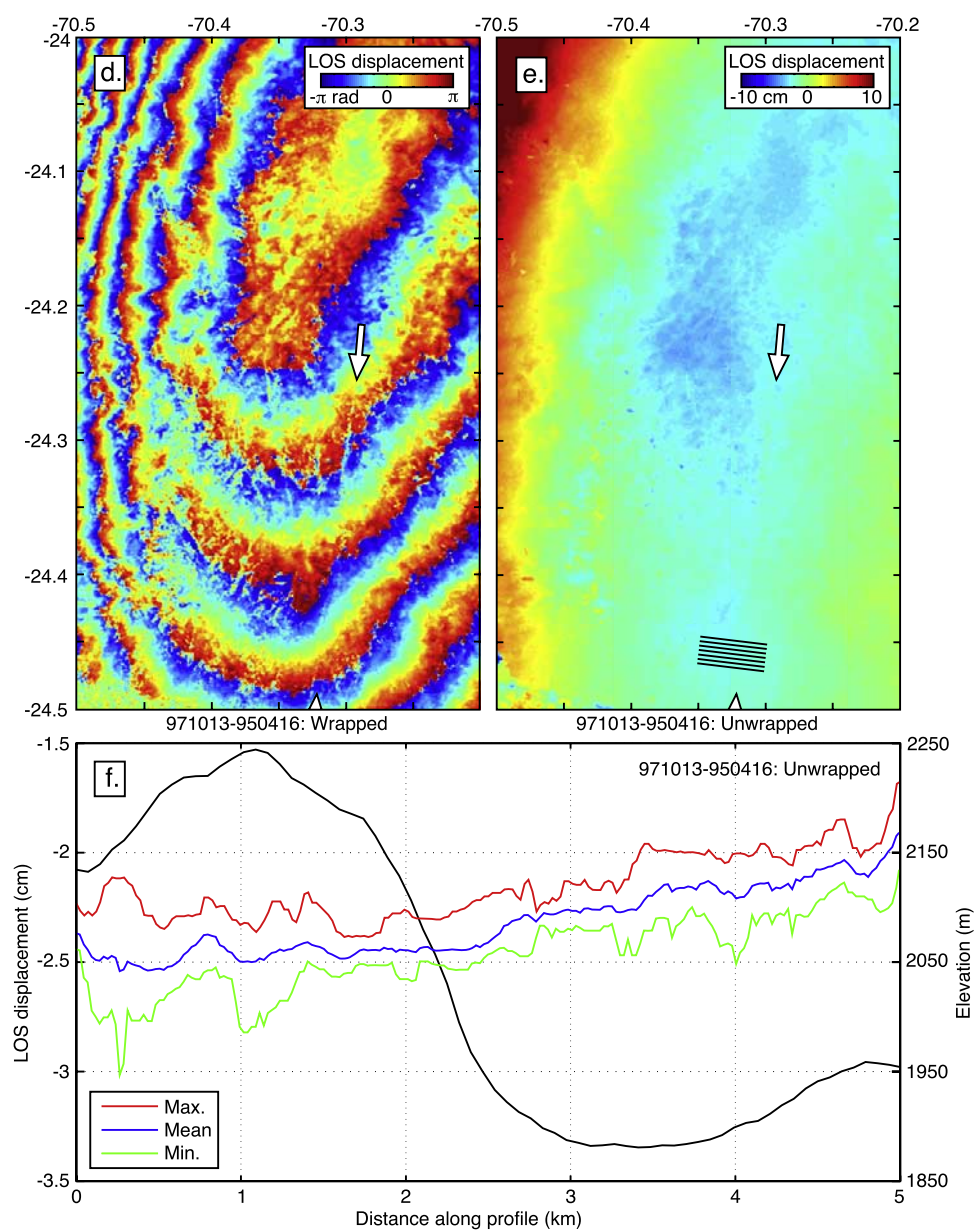 -70.5 -70.4 -70.3 -70.5 -70.4 -70.3 -70.2
-24
d.
LOS displacement
-π rad 0 π
e.
LOS displacement
-10 cm 0 10
-24.1
-24.2
-24.3
-24.4
-24.5
971013-950416: Wrapped
971013-950416: Unwrapped
-1.5
2250
f.
971013-950416: Unwrapped
-2
2150
LOS displacement (cm)
-2.5
2050
Elevation (m)
-3
1950
Max.
Mean
Min.
-3.5
1850
0 1 2 3 4 5
Distance along profile (km)